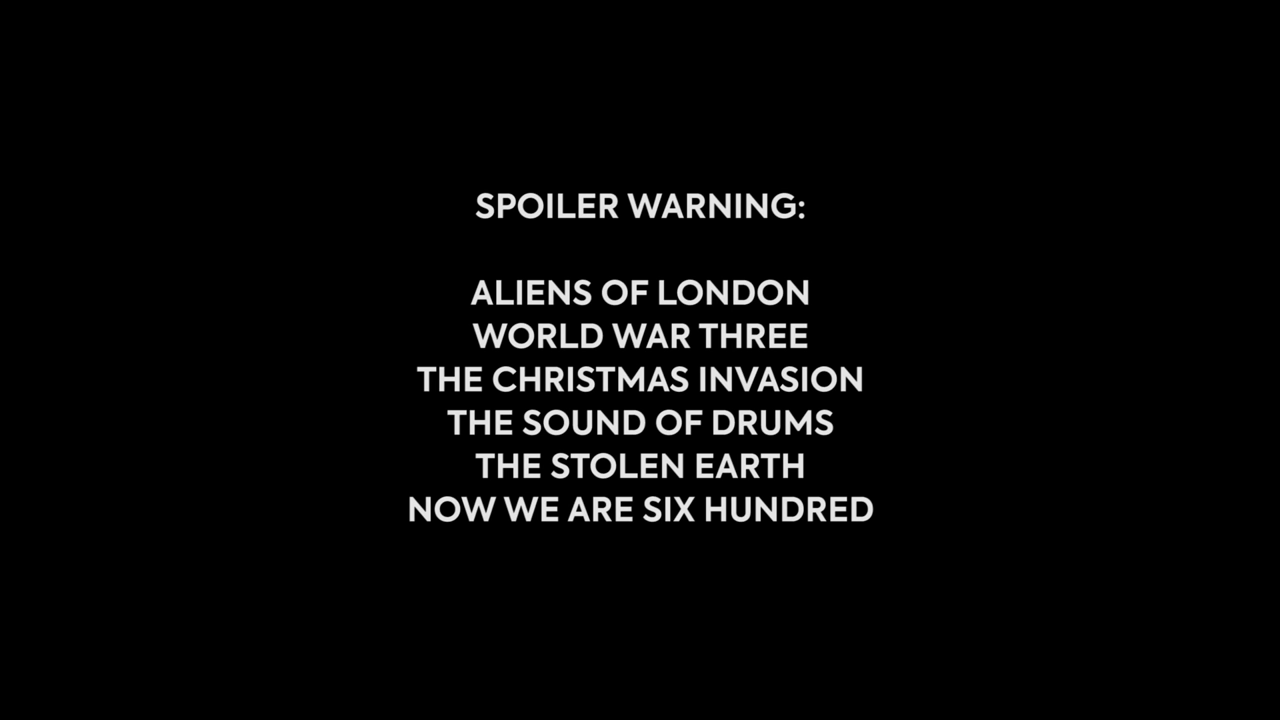 SPOILER WARNING:
ALIENS OF LONDON
WORLD WAR THREE
THE CHRISTMAS INVASION
THE SOUND OF DRUMS
THE STOLEN EARTH
NOW WE ARE SIX HUNDRED